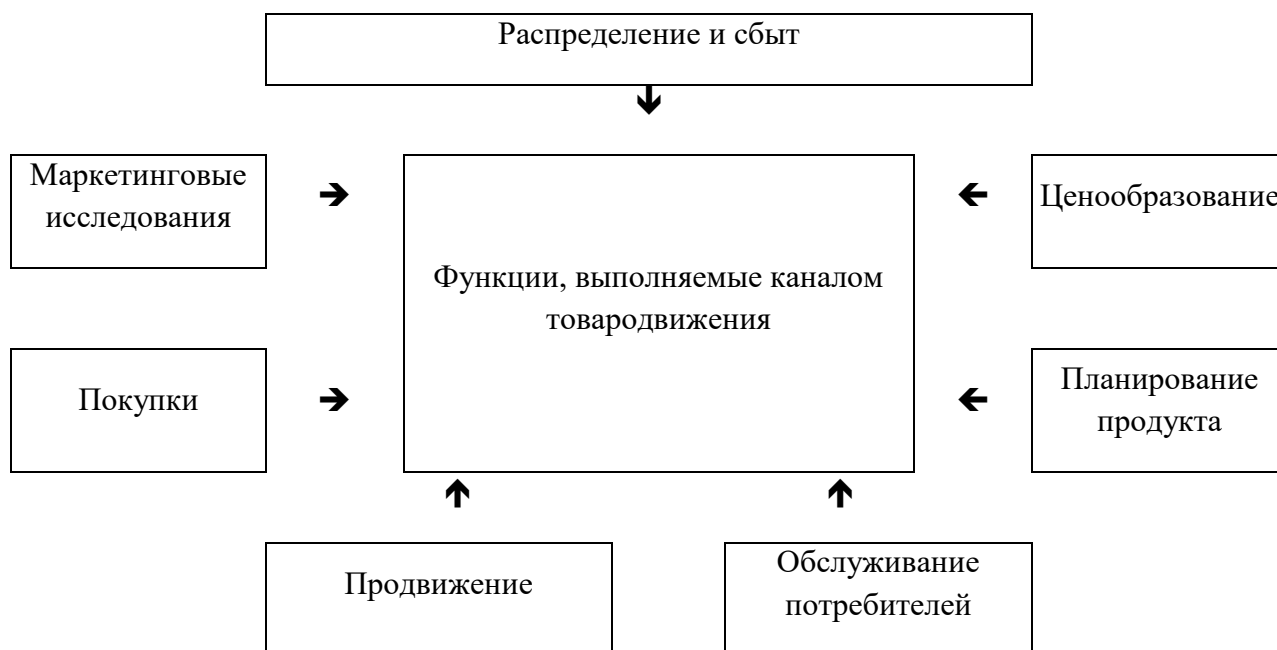 Распределение и сбыт
Маркетинговые
исследования
Ценообразование
Функции, выполняемые каналом
товародвижения
Покупки
Планирование
продукта
Продвижение
Обслуживание
потребителей